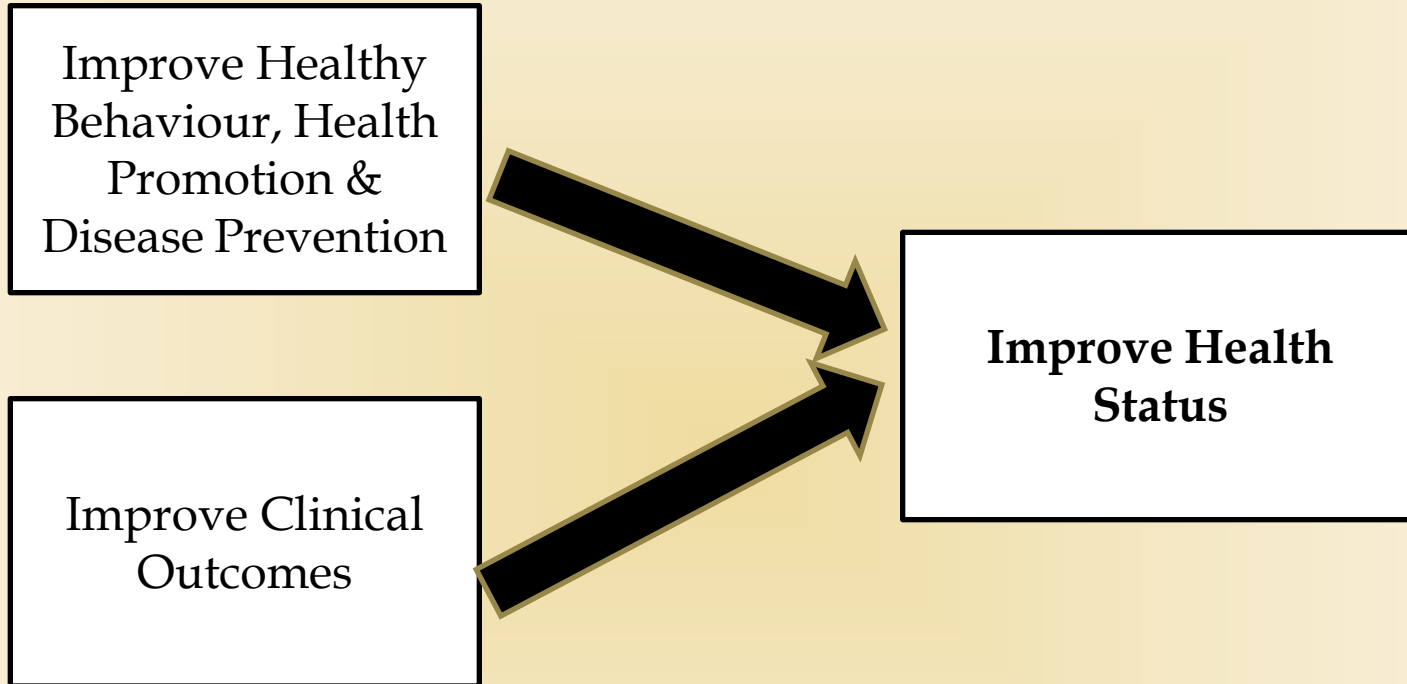 Improve Healthy
Behaviour, Health
Promotion &
Disease Prevention
Improve Clinical
Outcomes
Improve Health
Status